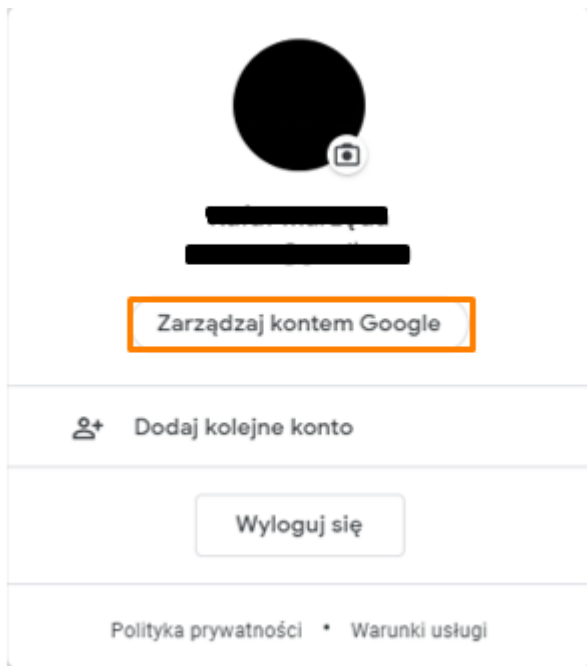 Zarządzaj kontem Google
Dodaj kolejne konto
Wyloguj się
Polityka prywatności • Warunki usługi